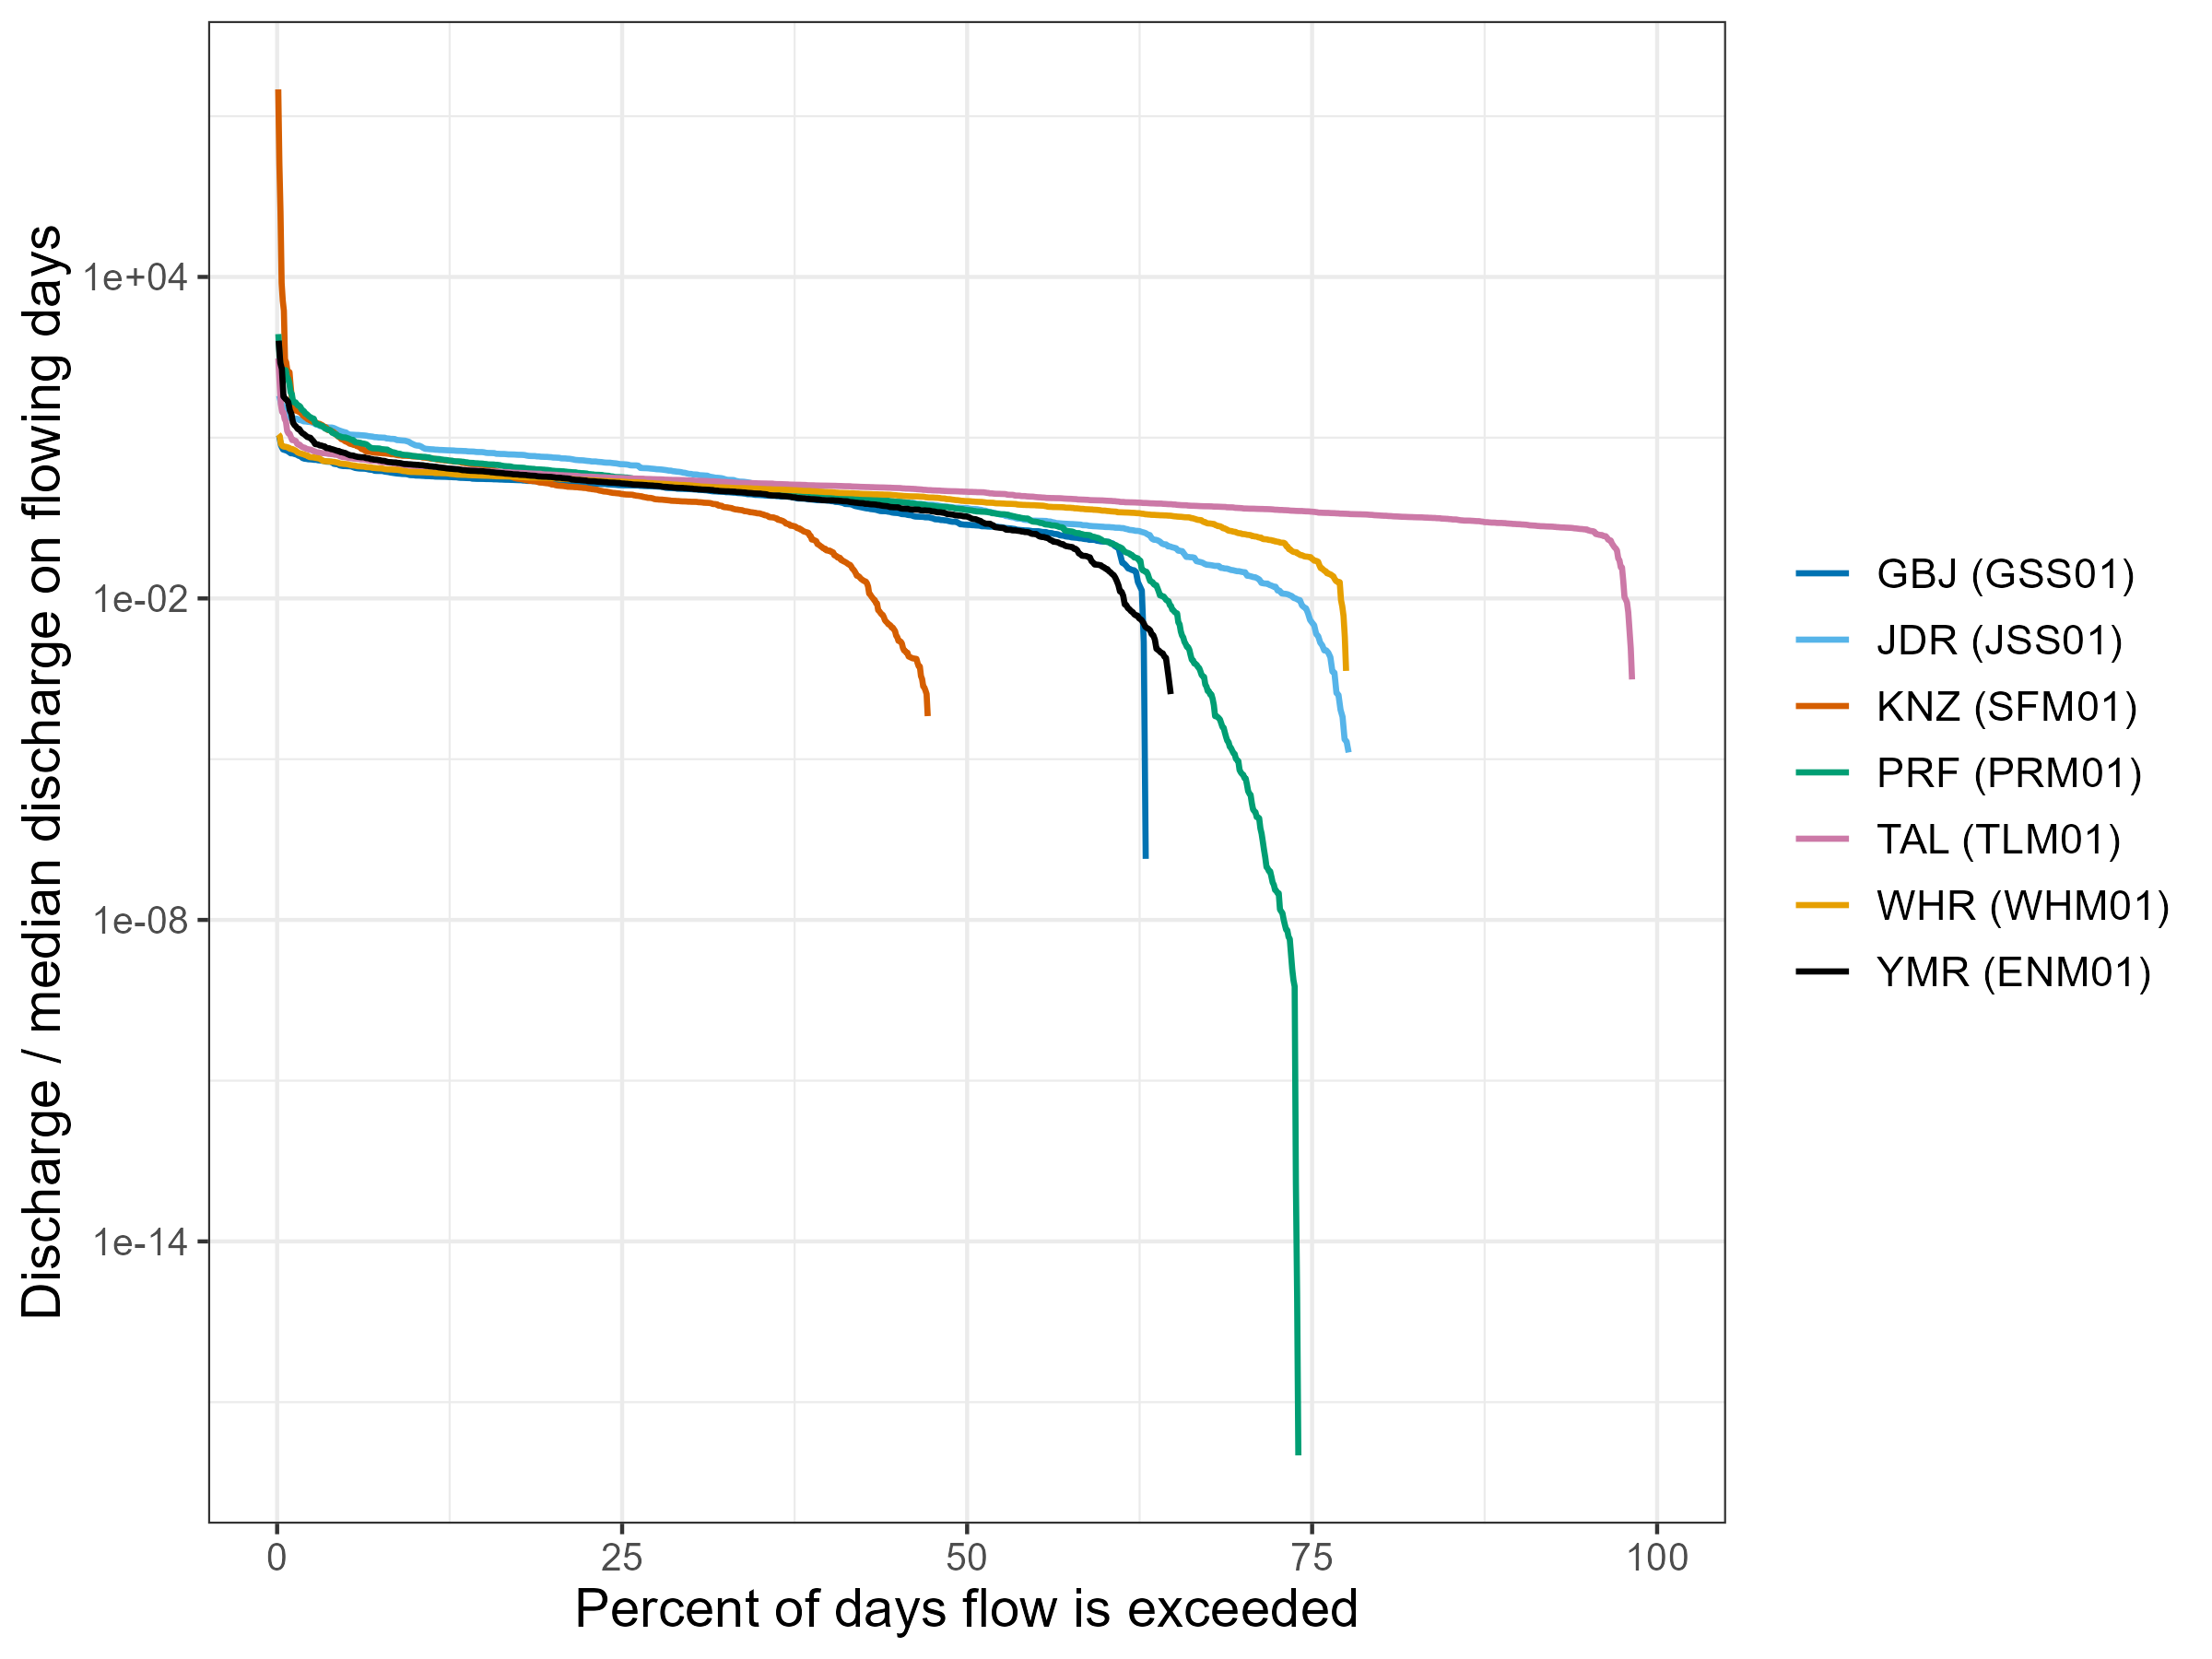 Discharge / median discharge on flowing days
1e+04
1e-02
1e-08
1e-14
0 25 50 75 100
Percent of days flow is exceeded
GBJ (GSS01)
JDR (JSS01)
KNZ (SFM01)
PRF (PRM01)
TAL (TLM01)
WHR (WHM01)
YMR (ENM01)